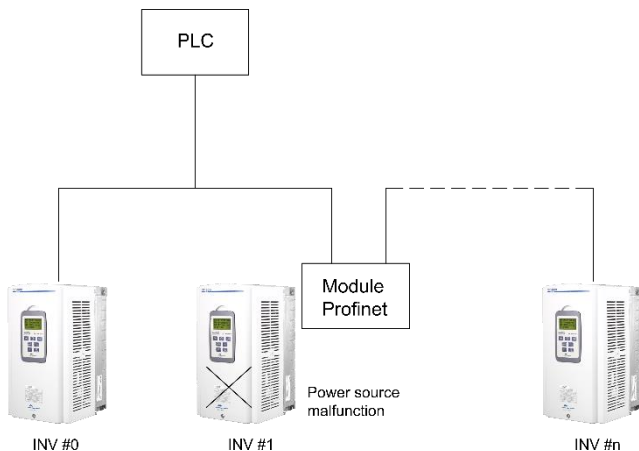 PLC
Module
Profinet
Power source
malfunction
INV #0
INV #1
INV #n